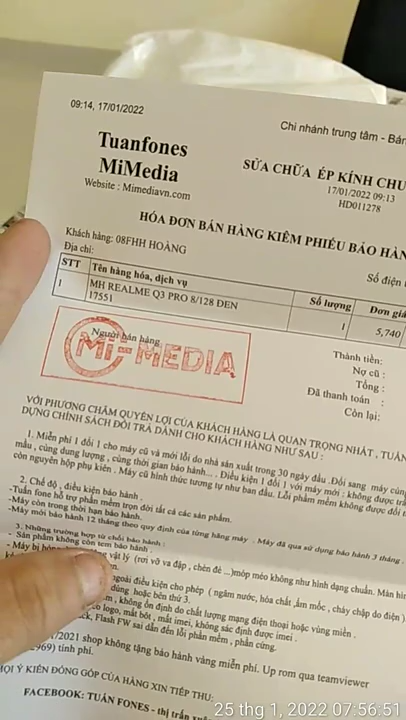 09:14, 17/01/2022
Chi nhánh trung tâm - Bán
Tuanfones
MiMedia
Website : Mimediavn.com
SỬA CHỮA ÉP KÍNH CHU
17/01/2022 09:13
HD011278
HÓA ĐƠN BÁN HÀNG KIÊM PHIẾU BẢO HÀN
Khách hàng: 08FHH HOÀNG
Số điện
Địa chỉ:
STT Tên hàng hóa, dịch vụ Số lượng Đơn giá
1 MH REALME Q3 PRO 8/128 ĐEN 1 5,740
17551
Người bán hàng
Mi-MEDIA
Thành tiền:
Nợ cũ :
Tổng :
Đã thanh toán :
Còn lại:
VỚI PHƯƠNG CHÂM QUYỀN LỢI CỦA KHÁCH HÀNG LÀ QUAN TRỌNG NHẤT , TUẤN
DỤNG CHÍNH SÁCH ĐỔI TRẢ DÀNH CHO KHÁCH HÀNG NHƯ SAU :
1. Miễn phí 1 đổi 1 cho máy cũ và mới lỗi do nhà sản xuất trong 30 ngày đầu .Đổi sang máy cùng
mầu , cùng dung lượng , cùng thời gian bảo hành... Điều kiện 1 đổi 1 với máy mới : không được
còn nguyên hộp phụ kiện . Máy cũ hình thức tương tự như ban đầu. Lỗi phầm mềm không được đổi
2. Chế độ , điều kiện bảo hành . Máy đã qua sử dụng bảo hành 3 tháng .
-Tuấn fone hỗ trợ phần mềm trọn đời tất cả các sản phẩm.
-Máy còn trong thời hạn bảo hành.
-Máy mới bảo hành 12 tháng theo quy định của từng hãng máy
3. Những trường hợp từ chối bảo hành :
- Sản phẩm không còn tem bảo hành .
- Máy bị hỏng vật lý (rơi vỡ va đập , chèn đè ...)móp méo không như hình dạng chuẩn. Màn hìn
ngoài điều kiện cho phép ( ngấm nước, hóa chất ,ẩm mốc , cháy chập do điện )
dùng hoặc bên thứ 3.
, không ổn định do chất lượng mạng điện thoại hoặc vùng miền .
logo, mất bot , mất imei, không xác định được imei .
, Flash FW sai dẫn đến lỗi phần mềm , phần cứng.
/2021 shop không tặng bảo hành vàng miễn phí. Up rom qua teamviewer
2969) tính phí.
MỌI Ý KIẾN ĐÓNG GÓP CỦA HÀNG XIN TIẾP THU:
FACEBOOK: TUẤN FONES - thị trấn
25 thg 1, 2022 07:56:51